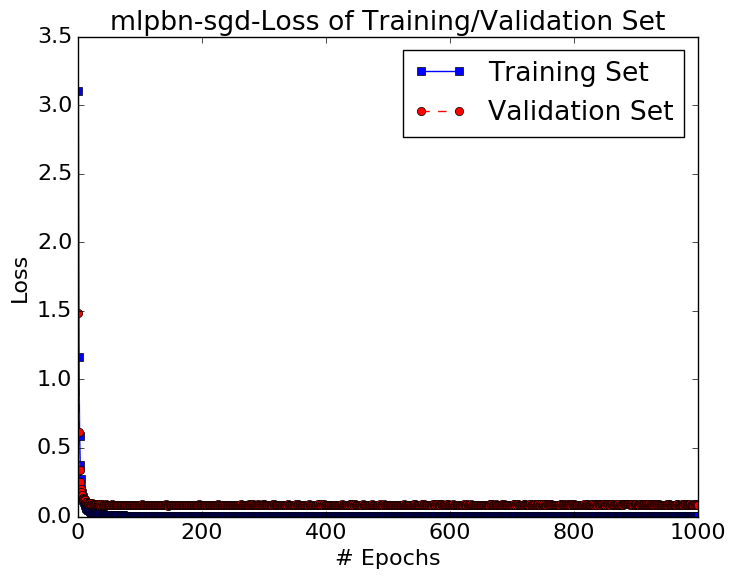 mlpbn-sgd-Loss of Training/Validation Set
3.5
3.0
2.5
2.0
1.5
1.0
0.5
0.0
Loss
Training Set
Validation Set
0 200 400 600 800 1000
# Epochs